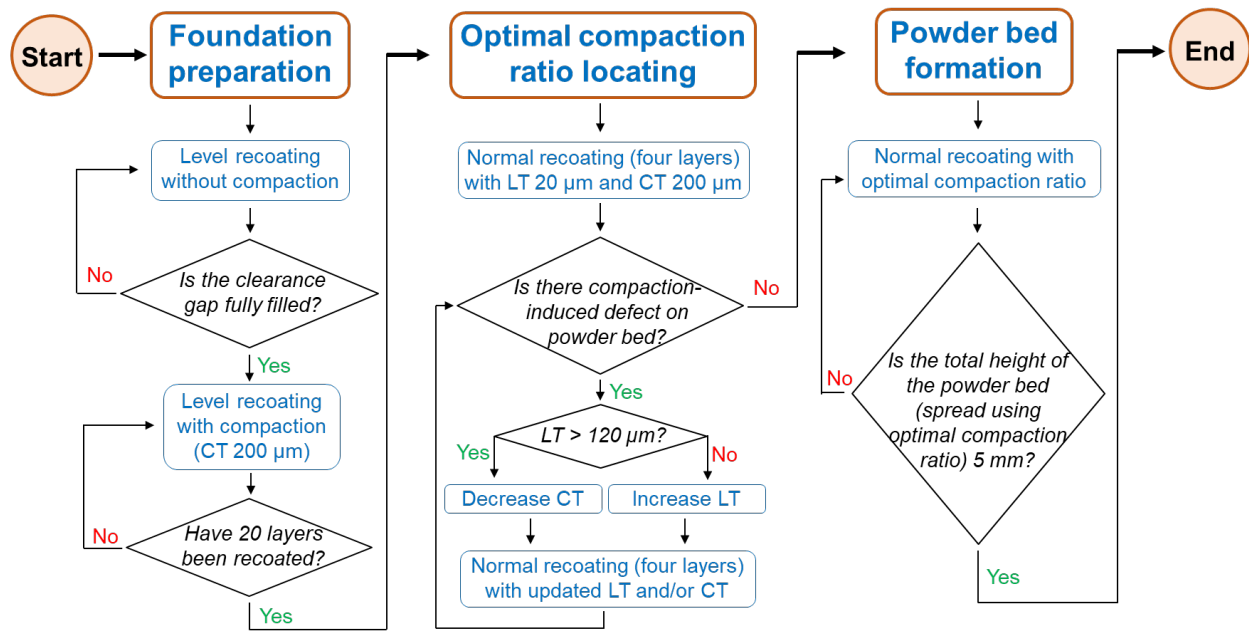 Start
Foundation
preparation
Level recoating
without compaction
Is the clearance
gap fully filled?
No
Yes
Level recoating
with compaction
(CT 200 µm)
Have 20 layers
been recoated?
No
Yes
Optimal compaction
ratio locating
Normal recoating (four layers)
with LT 20 µm and CT 200 µm
Is there compaction-
induced defect on
powder bed?
No
Yes
LT > 120 µm?
Yes
No
Decrease CT
Increase LT
Normal recoating (four layers)
with updated LT and/or CT
Powder bed
formation
Normal recoating with
optimal compaction ratio
Is the total height of
the powder bed
(spread using
optimal compaction
ratio) 5 mm?
No
Yes
End